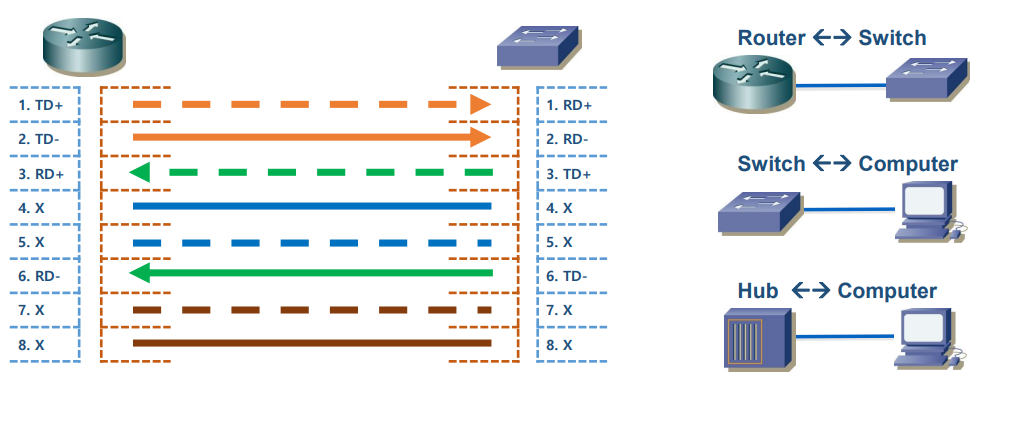 1. TD+
2. TD-
3. RD+
4. X
5. X
6. RD-
7. X
8. X
1. RD+
2. RD-
3. TD+
4. X
5. X
6. TD-
7. X
8. X
Router <-> Switch
Switch <-> Computer
Hub <-> Computer